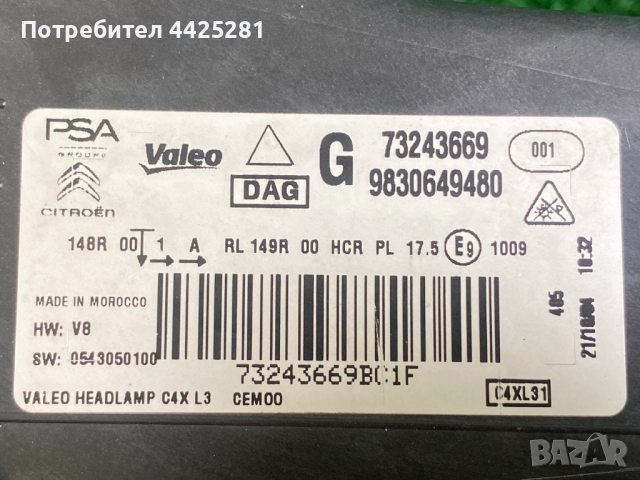 Потребител 4425281
PSA
GROUPE
CITROËN
Valeo
DAG
G
73243669
9830649480
001
148R 00 1 A RL 149R 00 HCR PL 17.5 E9 1009
MADE IN MOROCCO
HW: V8
SW: 0543050100
73243669BC1F
VALEO HEADLAMP C4X L3 CEM00
C4XL31
405
21/10/04 10:32
BAZAR